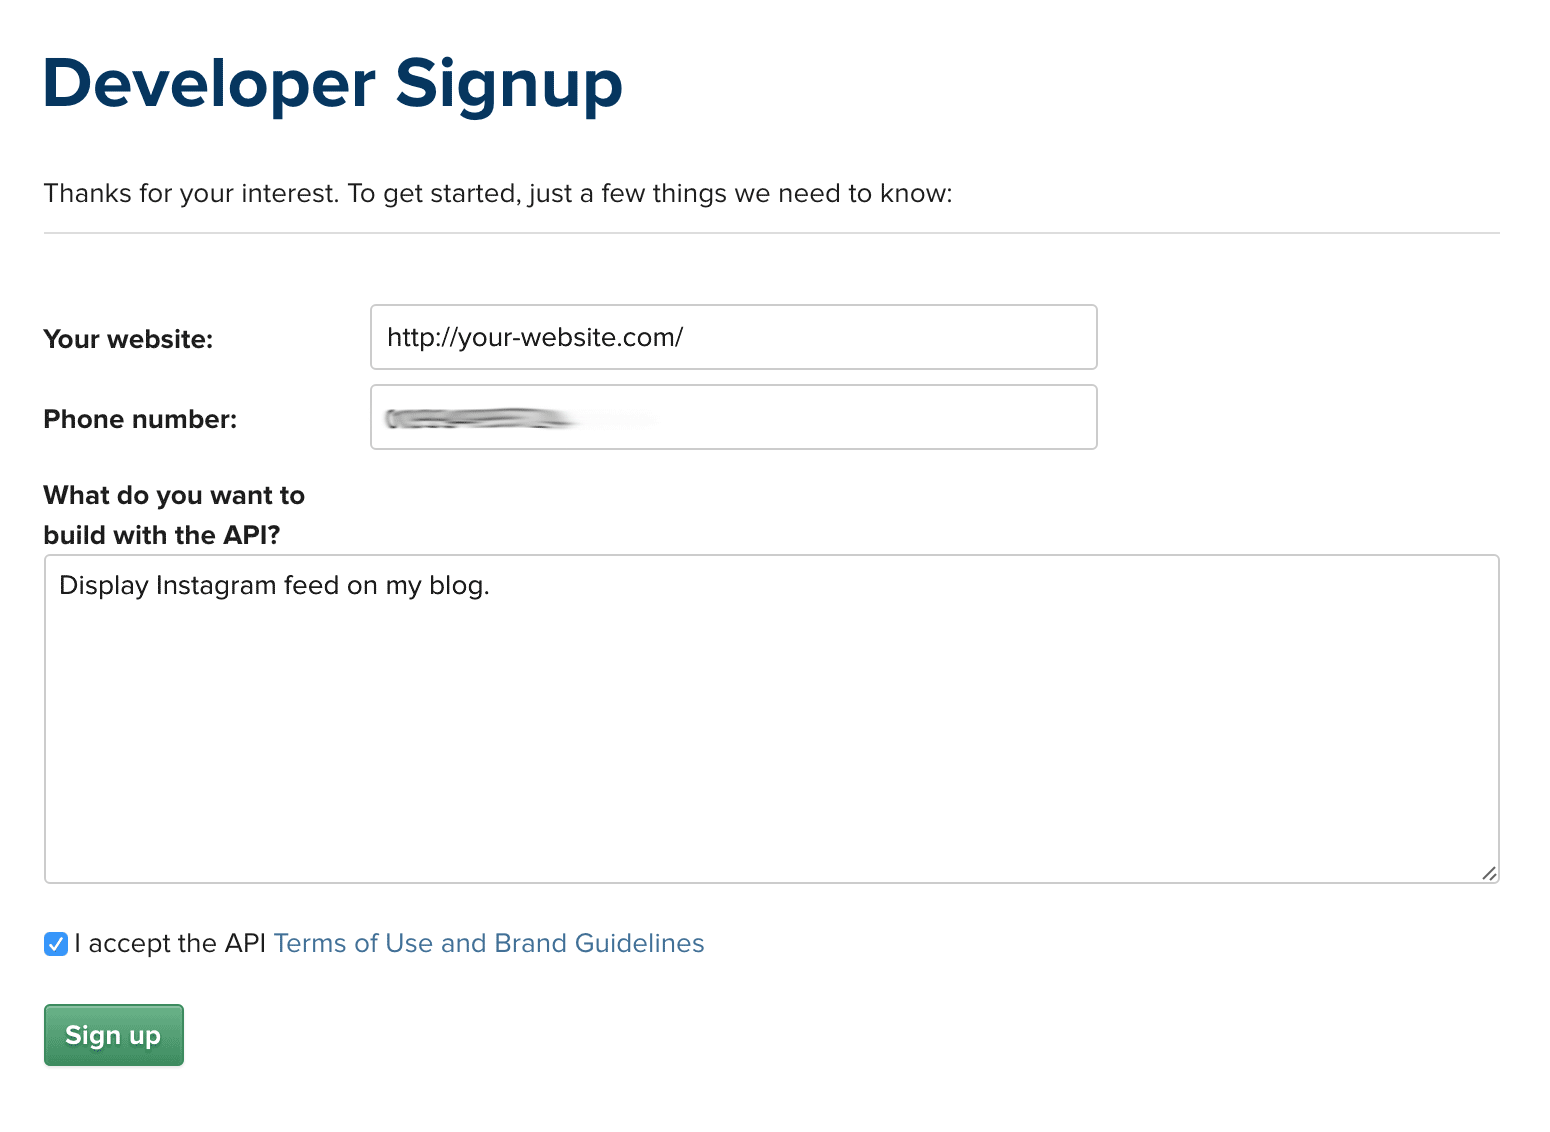 Developer Signup
Thanks for your interest. To get started, just a few things we need to know:
Your website:
http://your-website.com/
Phone number:
What do you want to
build with the API?
Display Instagram feed on my blog.
I accept the API Terms of Use and Brand Guidelines
Sign up